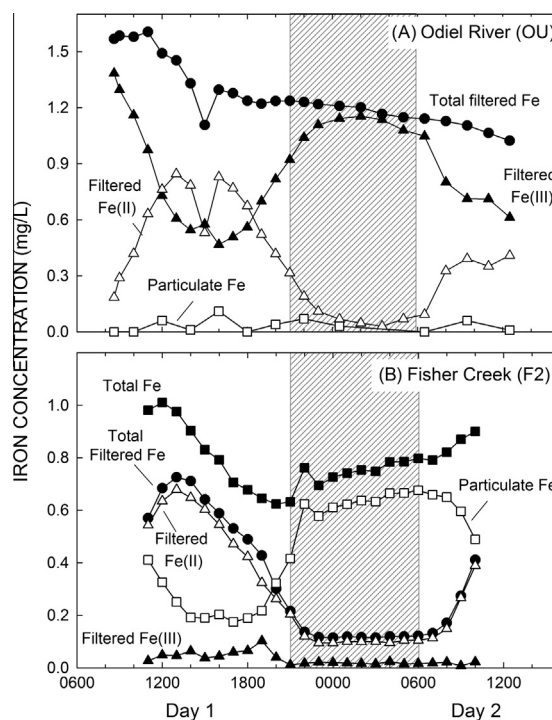 (A) Odiel River (OU)
1.5
1.2
0.9
0.6
0.3
0.0
Total filtered Fe
Filtered
Fe(II)
Filtered
Fe(III)
Particulate Fe
IRON CONCENTRATION (mg/L)
(B) Fisher Creek (F2)
1.0
0.8
0.6
0.4
0.2
0.0
Total Fe
Total
Filtered Fe
Filtered
Fe(II)
Particulate Fe
Filtered Fe(III)
0600 1200 1800 0000 0600 1200
Day 1 Day 2